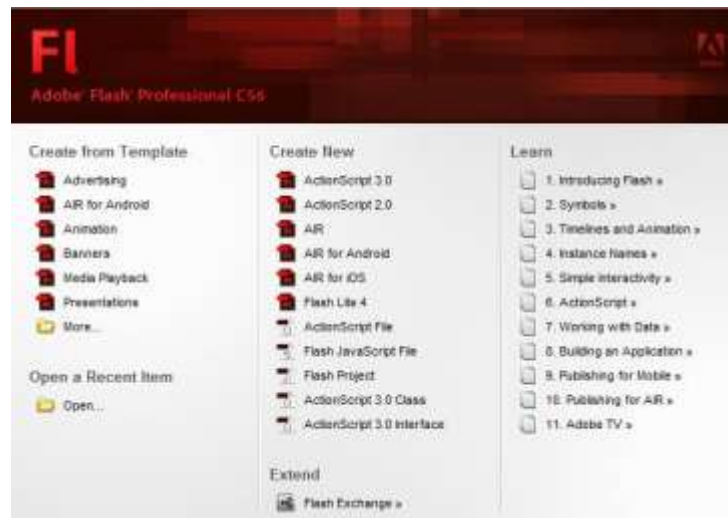 Fl
Adobe® Flash® Professional CS6
Create from Template
Advertising
AIR for Android
Animation
Banners
Media Playback
Presentations
More...
Open a Recent Item
Open...
Create New
ActionScript 3.0
ActionScript 2.0
AIR
AIR for Android
AIR for iOS
Flash Lite 4
ActionScript File
Flash JavaScript File
Flash Project
ActionScript 3.0 Class
ActionScript 3.0 Interface
Extend
Flash Exchange »
Learn
1. Introducing Flash »
2. Symbols »
3. Timelines and Animation »
4. Instance Names »
5. Simple Interactivity »
6. ActionScript »
7. Working with Data »
8. Building an Application »
9. Publishing for Mobile »
10. Publishing for AIR »
11. Adobe TV »